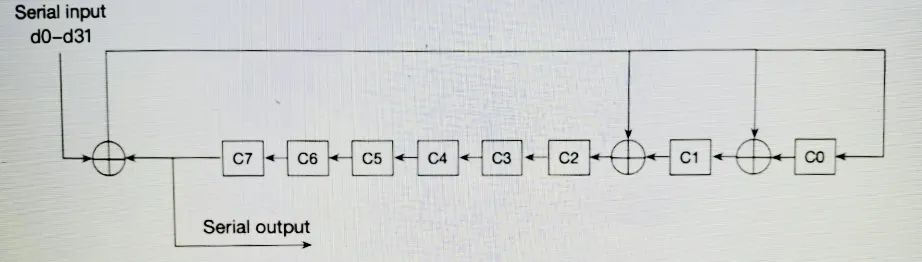 Serial input
d0–d31
C7 C6 C5 C4 C3 C2 C1 C0
Serial output